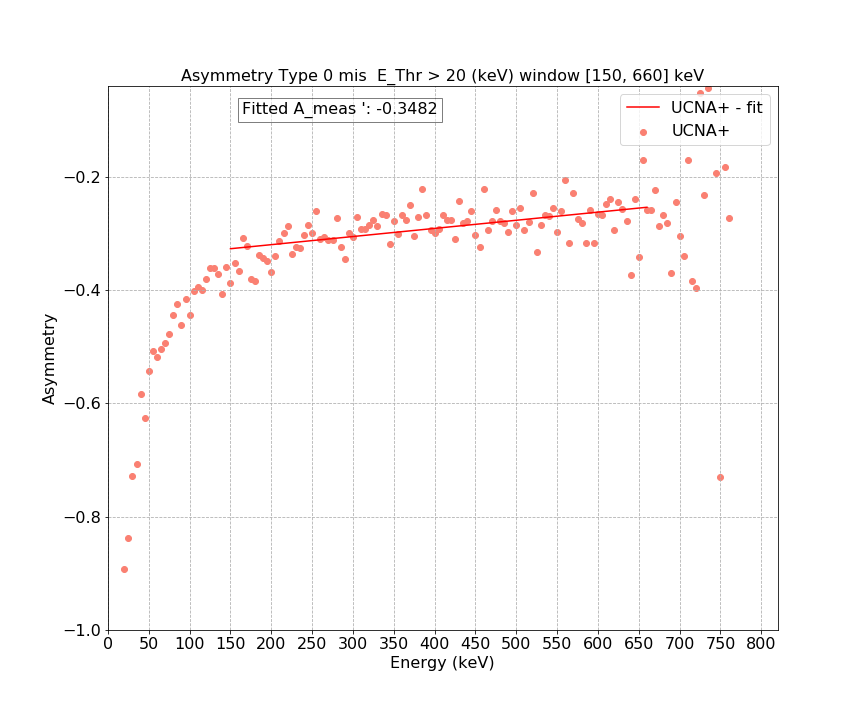 Asymmetry Type 0 mis  E_Thr > 20 (keV) window [150, 660] keV
Fitted A_meas ': -0.3482
UCNA+ - fit
UCNA+
−0.2
−0.4
−0.6
−0.8
−1.0
Asymmetry
0 50 100 150 200 250 300 350 400 450 500 550 600 650 700 750 800
Energy (keV)